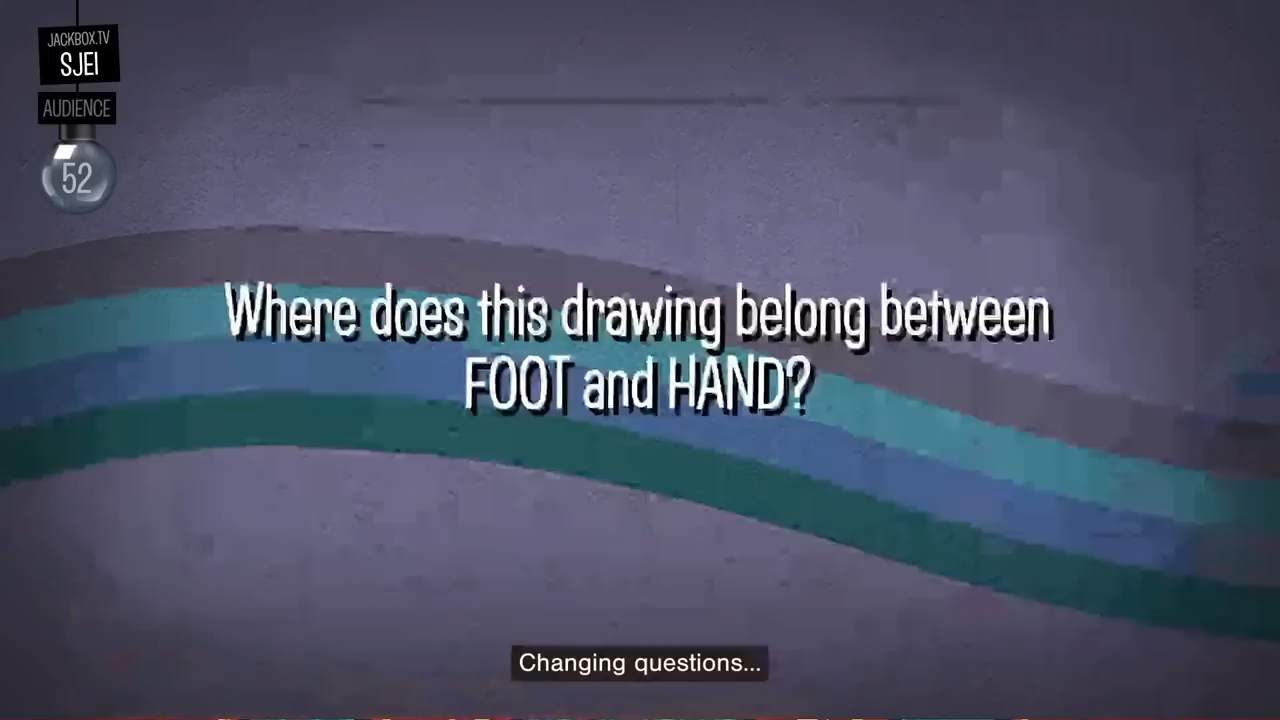 JACKBOX.TV
SJEI
AUDIENCE
52
Where does this drawing belong between
FOOT and HAND?
Changing questions...